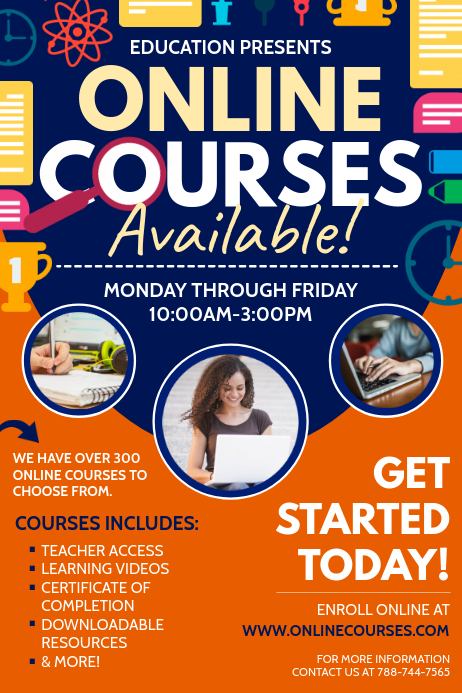 EDUCATION PRESENTS
ONLINE
COURSES
Available!
1
MONDAY THROUGH FRIDAY
10:00AM-3:00PM
WE HAVE OVER 300
ONLINE COURSES TO
CHOOSE FROM.
COURSES INCLUDES:
▪ TEACHER ACCESS
▪ LEARNING VIDEOS
▪ CERTIFICATE OF
COMPLETION
▪ DOWNLOADABLE
RESOURCES
▪ & MORE!
GET
STARTED
TODAY!
ENROLL ONLINE AT
WWW.ONLINECOURSES.COM
FOR MORE INFORMATION
CONTACT US AT 788-744-7565